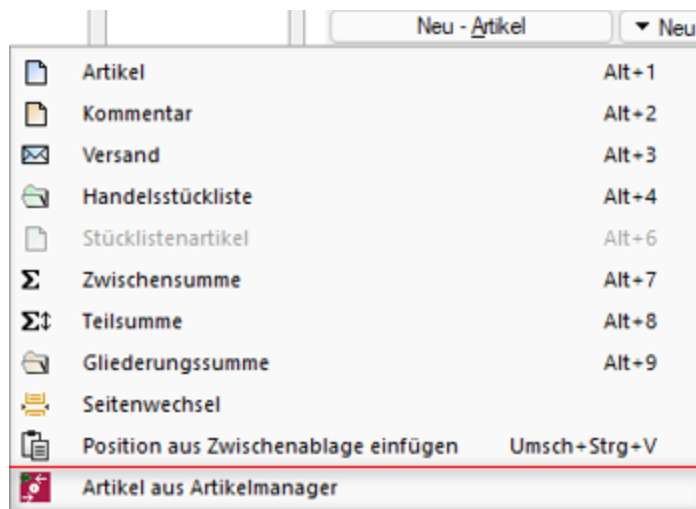 Neu - Artikel
Neu
Artikel Alt+1
Kommentar Alt+2
Versand Alt+3
Handelsstückliste Alt+4
Stücklistenartikel Alt+6
Σ Zwischensumme Alt+7
Σ↕ Teilsumme Alt+8
Gliederungssumme Alt+9
Seitenwechsel
Position aus Zwischenablage einfügen Umsch+Strg+V
Artikel aus Artikelmanager